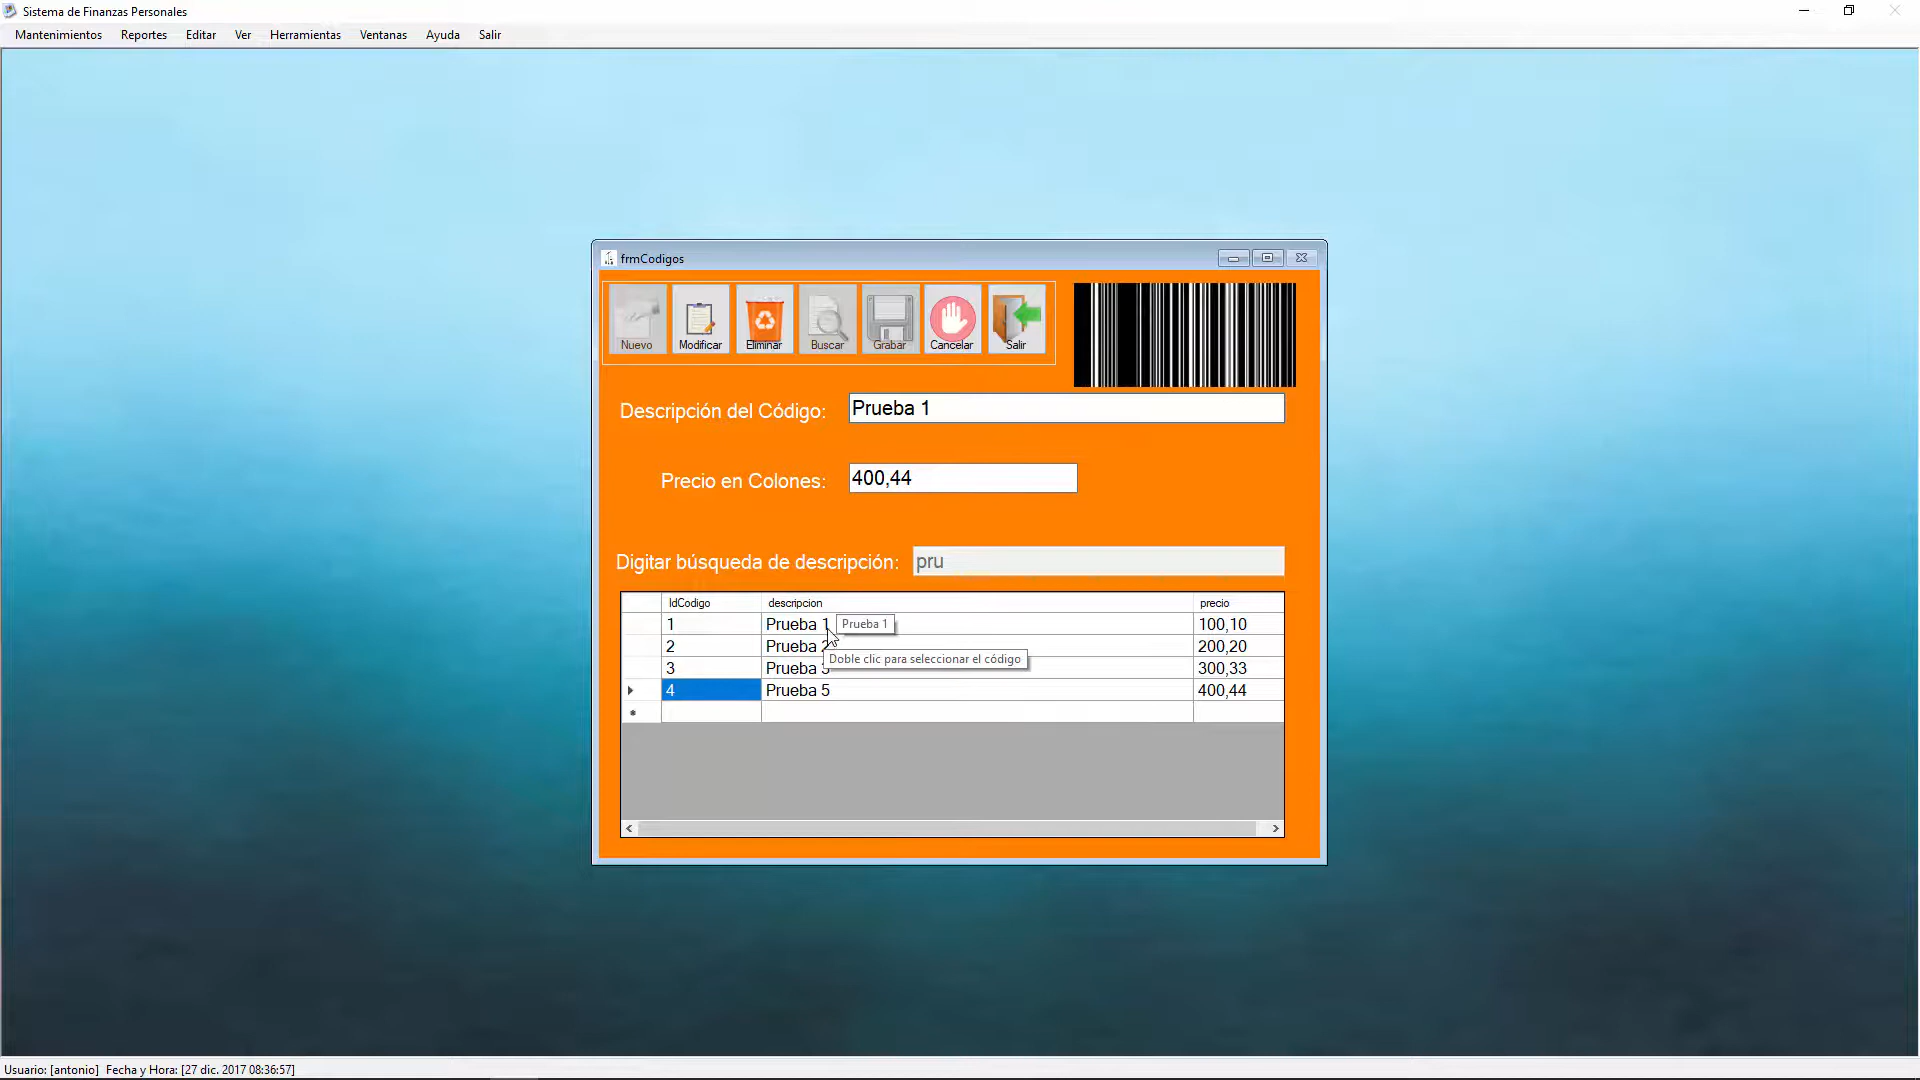 Sistema de Finanzas Personales
Mantenimientos Reportes Editar Ver Herramientas Ventanas Ayuda Salir
frmCodigos
Nuevo Modificar Eliminar Buscar Grabar Cancelar Salir
Descripción del Código: Prueba 1
Precio en Colones: 400,44
Digitar búsqueda de descripción: pru
IdCodigo descripcion precio
1 Prueba 1 Prueba 1 100,10
2 Prueba 200,20
Doble clic para seleccionar el código
3 Prueba 300,33
4 Prueba 5 400,44
Usuario: [antonio] Fecha y Hora: [27 dic. 2017 08:36:57]